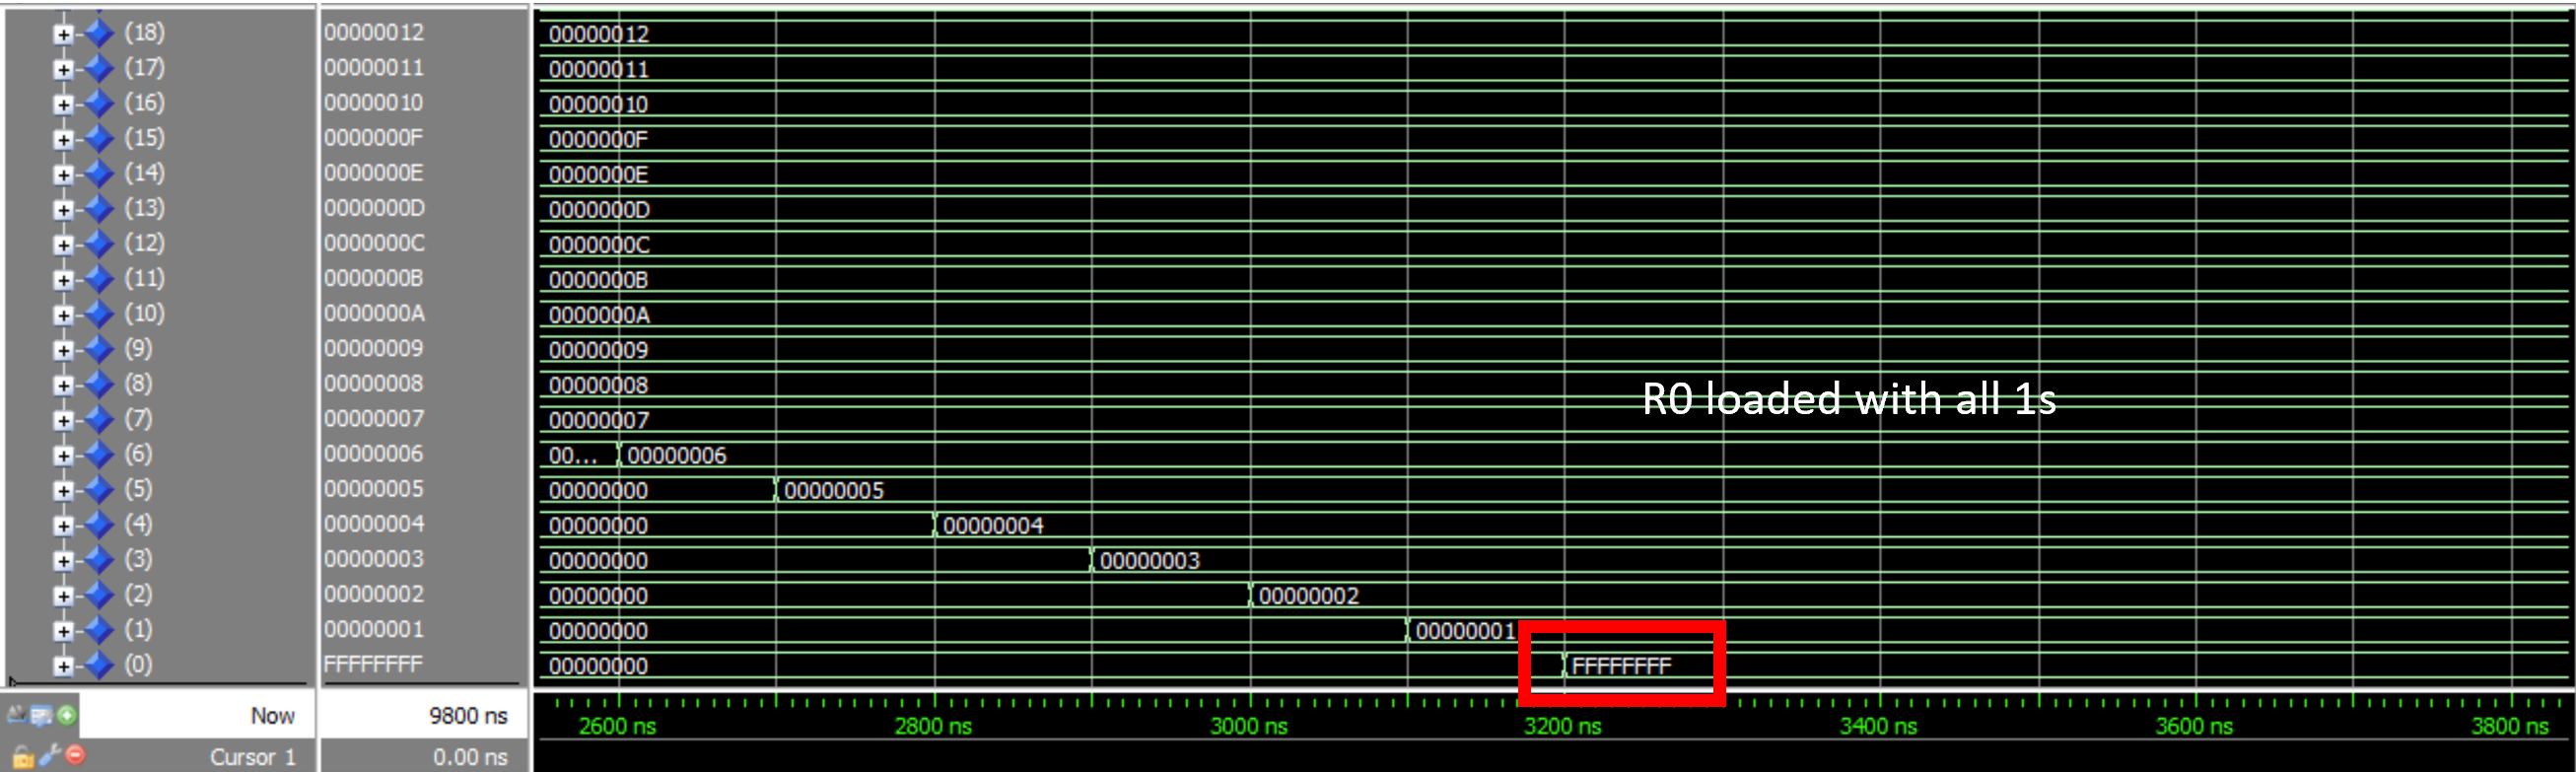 (18) 00000012 00000012
(17) 00000011 00000011
(16) 00000010 00000010
(15) 0000000F 0000000F
(14) 0000000E 0000000E
(13) 0000000D 0000000D
(12) 0000000C 0000000C
(11) 0000000B 0000000B
(10) 0000000A 0000000A
(9) 00000009 00000009
(8) 00000008 00000008
R0 loaded with all 1s
(7) 00000007 00000007
(6) 00000006 00... 00000006
(5) 00000005 00000000 00000005
(4) 00000004 00000000 00000004
(3) 00000003 00000000 00000003
(2) 00000002 00000000 00000002
(1) 00000001 00000000 00000001
(0) FFFFFFFF 00000000 FFFFFFFF
Now 9800 ns 2600 ns 2800 ns 3000 ns 3200 ns 3400 ns 3600 ns 3800 ns
Cursor 1 0.00 ns